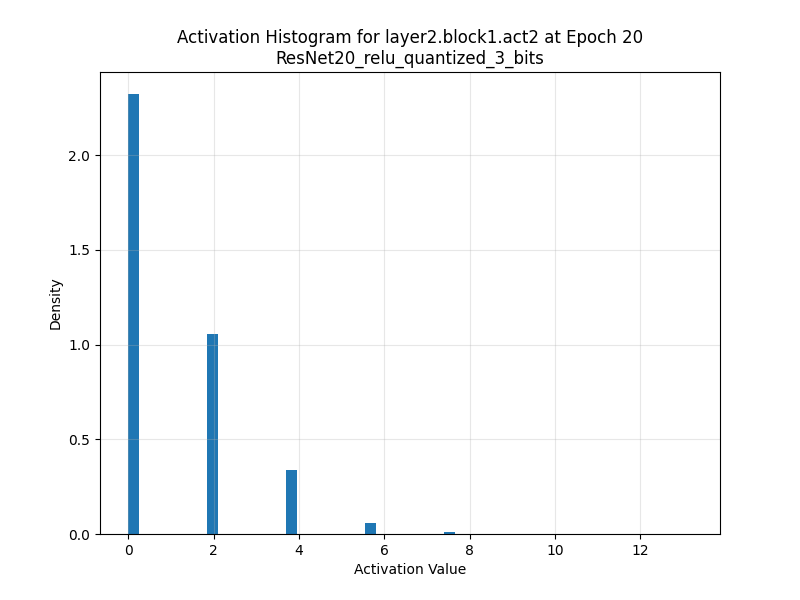 Activation Histogram for layer2.block1.act2 at Epoch 20
ResNet20_relu_quantized_3_bits
2.0
1.5
1.0
0.5
0.0
Density
0 2 4 6 8 10 12
Activation Value